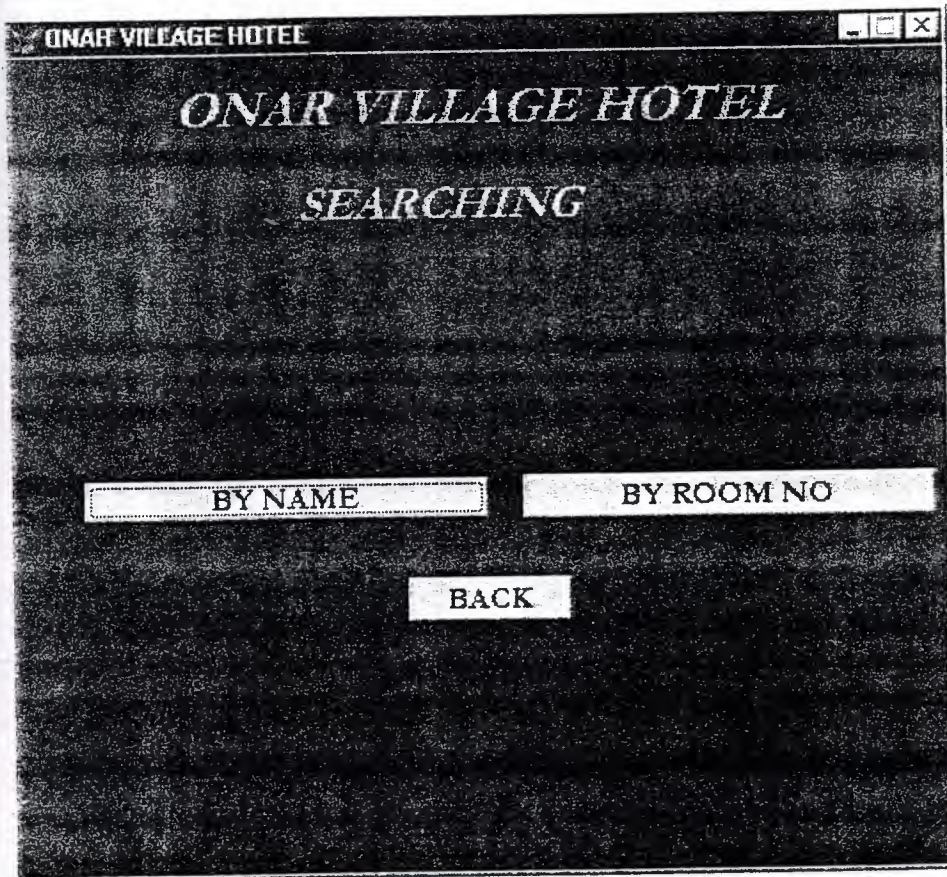 ONAR VILLAGE HOTEL
ONAR VILLAGE HOTEL
SEARCHING
BY NAME
BY ROOM NO
BACK